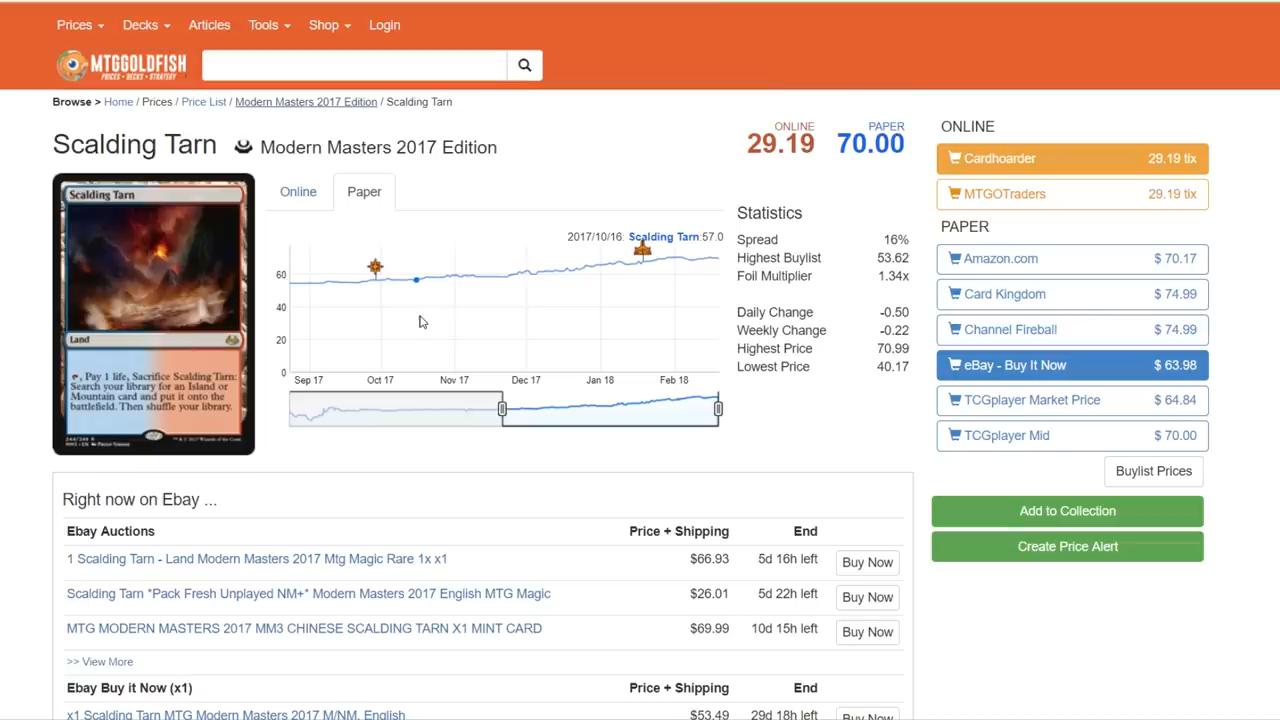 Prices Decks Articles Tools Shop Login
MTGGOLDFISH
PRICES • DECKS • STRATEGY
Browse > Home / Prices / Price List / Modern Masters 2017 Edition / Scalding Tarn
Scalding Tarn Modern Masters 2017 Edition
ONLINE
29.19
PAPER
70.00
Scalding Tarn
Land
, Pay 1 life, Sacrifice Scalding Tarn:
Search your library for an Island or
Mountain card and put it onto the
battlefield. Then shuffle your library.
Online Paper
2017/10/16: Scalding Tarn:57.0
60
40
20
0
Sep 17 Oct 17 Nov 17 Dec 17 Jan 18 Feb 18
Statistics
Spread 16%
Highest Buylist 53.62
Foil Multiplier 1.34x
Daily Change -0.50
Weekly Change -0.22
Highest Price 70.99
Lowest Price 40.17
ONLINE
Cardhoarder 29.19 tix
MTGOTraders 29.19 tix
PAPER
Amazon.com $ 70.17
Card Kingdom $ 74.99
Channel Fireball $ 74.99
eBay - Buy It Now $ 63.98
TCGplayer Market Price $ 64.84
TCGplayer Mid $ 70.00
Buylist Prices
Add to Collection
Create Price Alert
Right now on Ebay ...
Ebay Auctions Price + Shipping End
1 Scalding Tarn - Land Modern Masters 2017 Mtg Magic Rare 1x x1 $66.93 5d 16h left Buy Now
Scalding Tarn *Pack Fresh Unplayed NM+* Modern Masters 2017 English MTG Magic $26.01 5d 22h left Buy Now
MTG MODERN MASTERS 2017 MM3 CHINESE SCALDING TARN X1 MINT CARD $69.99 10d 15h left Buy Now
>> View More
Ebay Buy it Now (x1) Price + Shipping End
x1 Scalding Tarn MTG Modern Masters 2017 M/NM, English $53.49 29d 18h left Buy Now